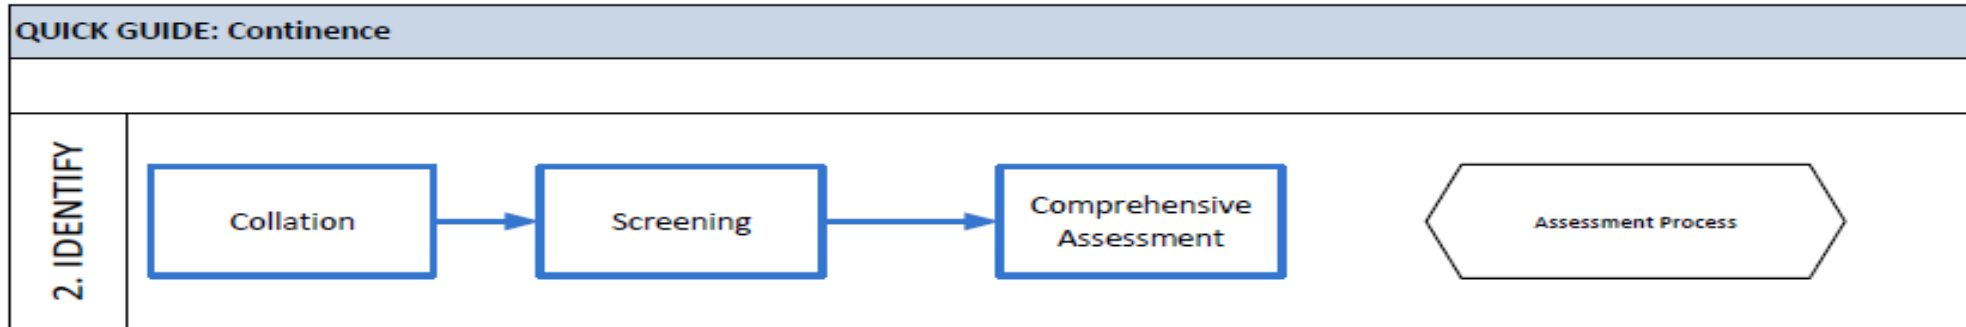 QUICK GUIDE: Continence
2. IDENTIFY
Collation
Screening
Comprehensive
Assessment
Assessment Process